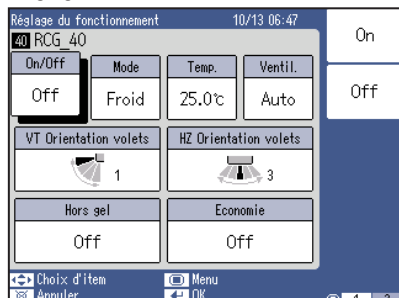 Réglage du fonctionnement 10/13 06:47
40 RCG_40
On
Off
On/Off Mode Temp. Ventil.
Off Froid 25.0℃ Auto
VT Orientation volets HZ Orientation volets
1 3
Hors gel Economie
Off Off
Choix d'item Menu
Annuler OK
1 2